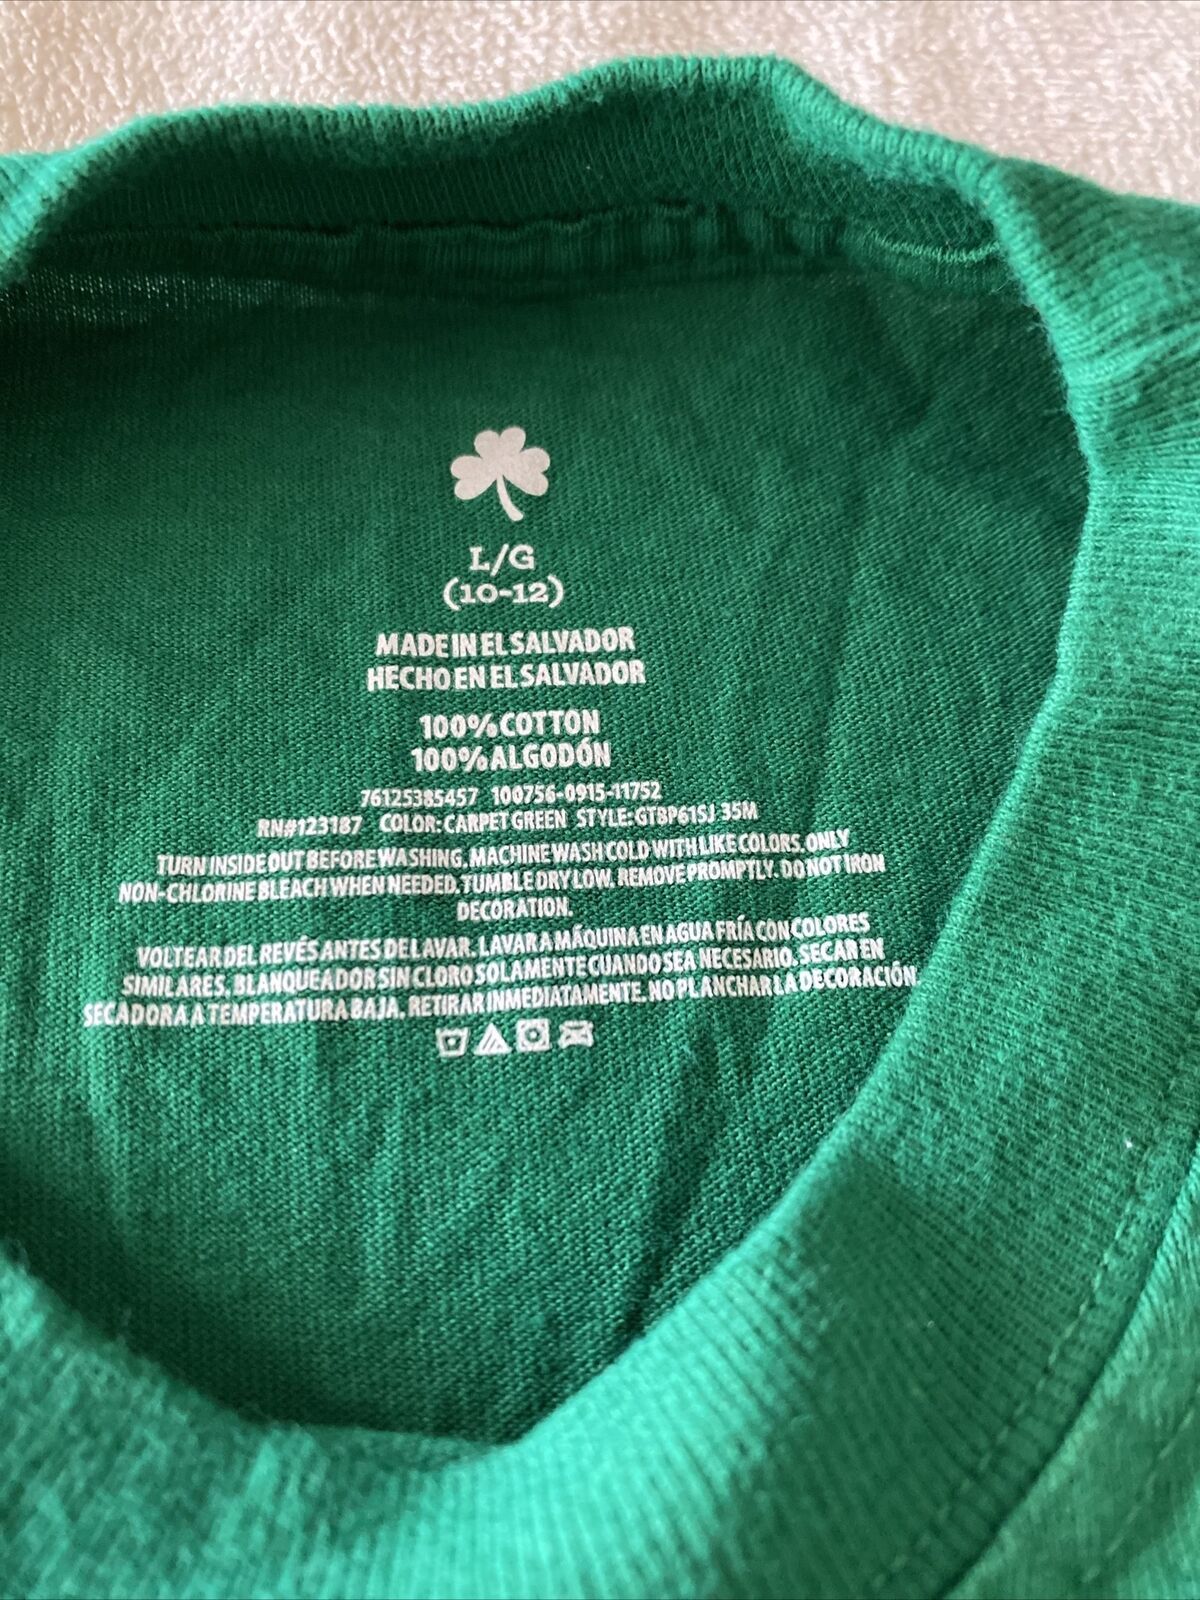 L/G
(10-12)
MADE IN EL SALVADOR
HECHO EN EL SALVADOR
100% COTTON
100% ALGODÓN
76125385457 100756-0915-11752
RN#123187 COLOR: CARPET GREEN STYLE: GTBP61SJ 35M
TURN INSIDE OUT BEFORE WASHING. MACHINE WASH COLD WITH LIKE COLORS. ONLY
NON-CHLORINE BLEACH WHEN NEEDED. TUMBLE DRY LOW. REMOVE PROMPTLY. DO NOT IRON
DECORATION.
VOLTEAR DEL REVÉS ANTES DE LAVAR. LAVAR A MÁQUINA EN AGUA FRÍA CON COLORES
SIMILARES. BLANQUEADOR SIN CLORO SOLAMENTE CUANDO SEA NECESARIO. SECAR EN
SECADORA A TEMPERATURA BAJA. RETIRAR INMEDIATAMENTE. NO PLANCHAR LA DECORACIÓN